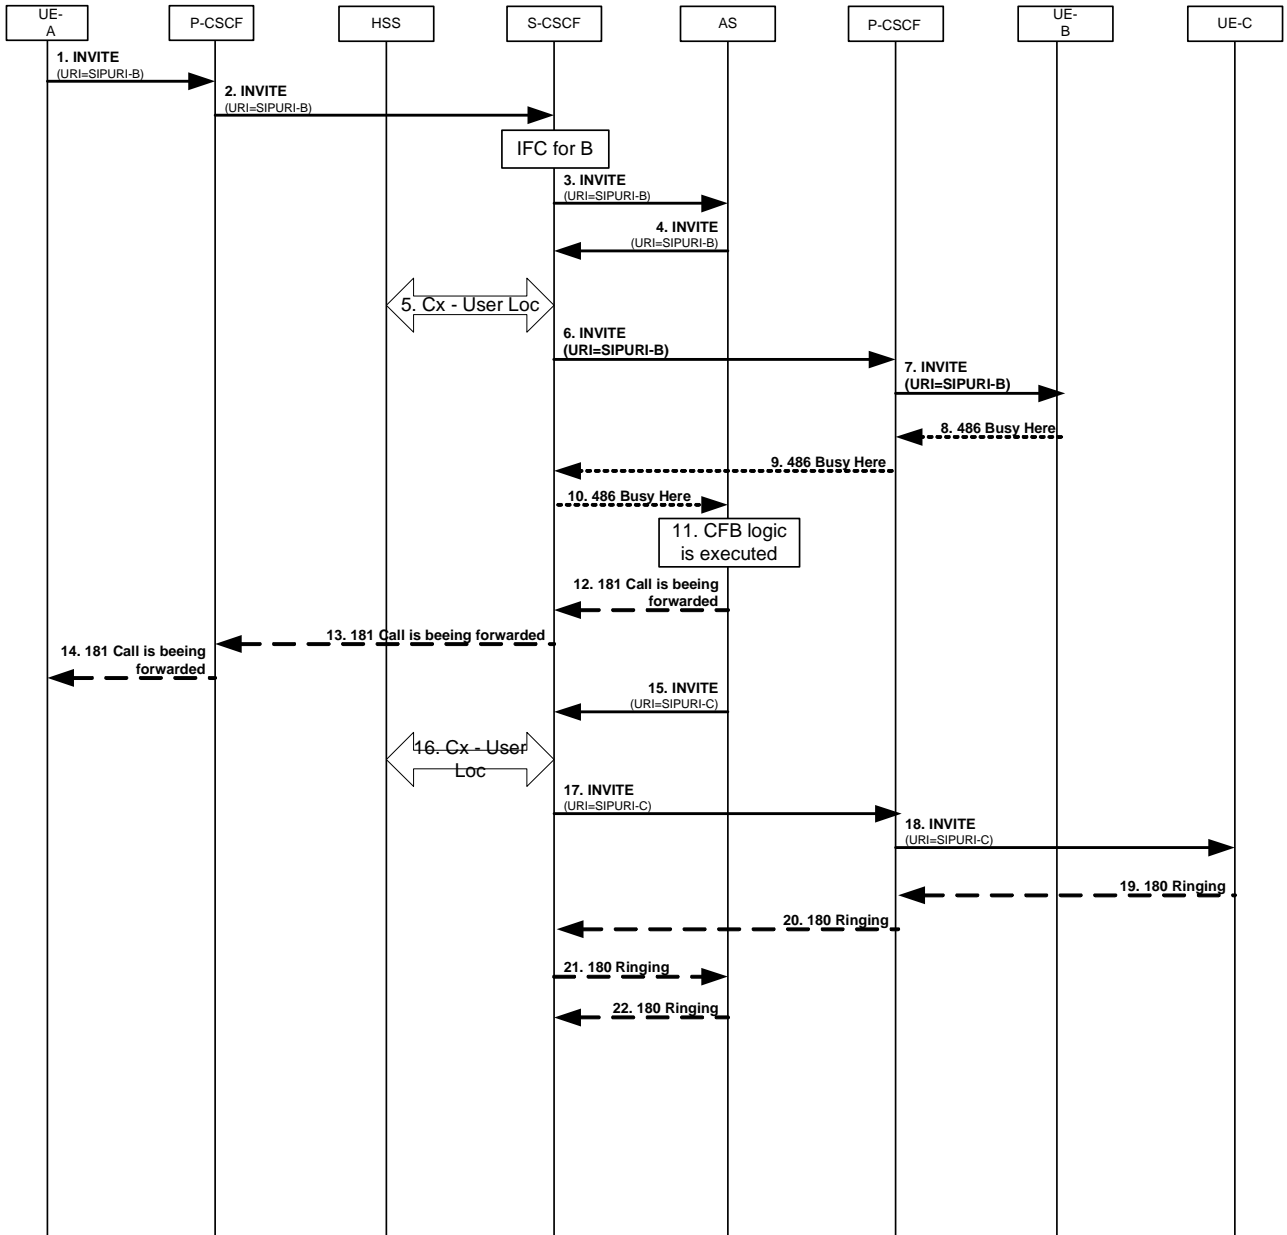 UE-
A
P-CSCF
HSS
S-CSCF
AS
P-CSCF
UE-
B
UE-C
1. INVITE
(URI=SIPURI-B)
2. INVITE
(URI=SIPURI-B)
IFC for B
3. INVITE
(URI=SIPURI-B)
4. INVITE
(URI=SIPURI-B)
5. Cx - User Loc
6. INVITE
(URI=SIPURI-B)
7. INVITE
(URI=SIPURI-B)
8. 486 Busy Here
9. 486 Busy Here
10. 486 Busy Here
11. CFB logic
is executed
12. 181 Call is beeing
forwarded
13. 181 Call is beeing forwarded
14. 181 Call is beeing
forwarded
15. INVITE
(URI=SIPURI-C)
16. Cx - User
Loc
17. INVITE
(URI=SIPURI-C)
18. INVITE
(URI=SIPURI-C)
19. 180 Ringing
20. 180 Ringing
21. 180 Ringing
22. 180 Ringing